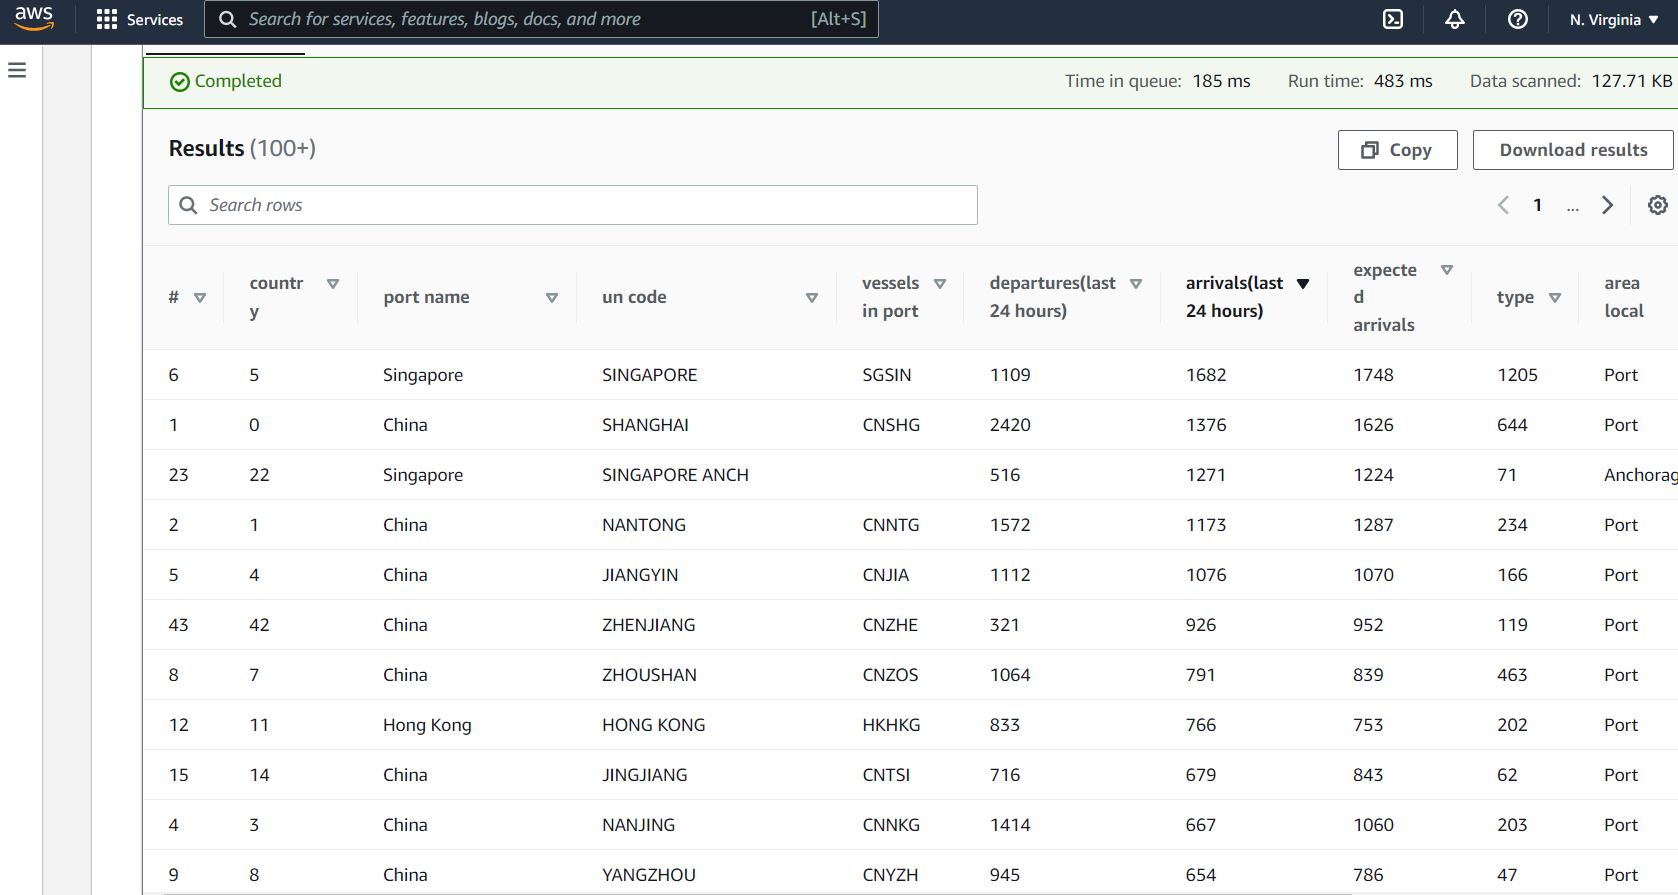 aws Services Search for services, features, blogs, docs, and more [Alt+S] N. Virginia
Completed Time in queue: 185 ms Run time: 483 ms Data scanned: 127.71 KB
Results (100+) Copy Download results
Search rows 1 ...
# country port name un code vessels in port departures(last 24 hours) arrivals(last 24 hours) expected arrivals type area local
6 5 Singapore SINGAPORE SGSIN 1109 1682 1748 1205 Port
1 0 China SHANGHAI CNSHG 2420 1376 1626 644 Port
23 22 Singapore SINGAPORE ANCH 516 1271 1224 71 Anchorag
2 1 China NANTONG CNNTG 1572 1173 1287 234 Port
5 4 China JIANGYIN CNJIA 1112 1076 1070 166 Port
43 42 China ZHENJIANG CNZHE 321 926 952 119 Port
8 7 China ZHOUSHAN CNZOS 1064 791 839 463 Port
12 11 Hong Kong HONG KONG HKHKG 833 766 753 202 Port
15 14 China JINGJIANG CNTSI 716 679 843 62 Port
4 3 China NANJING CNNKG 1414 667 1060 203 Port
9 8 China YANGZHOU CNYZH 945 654 786 47 Port